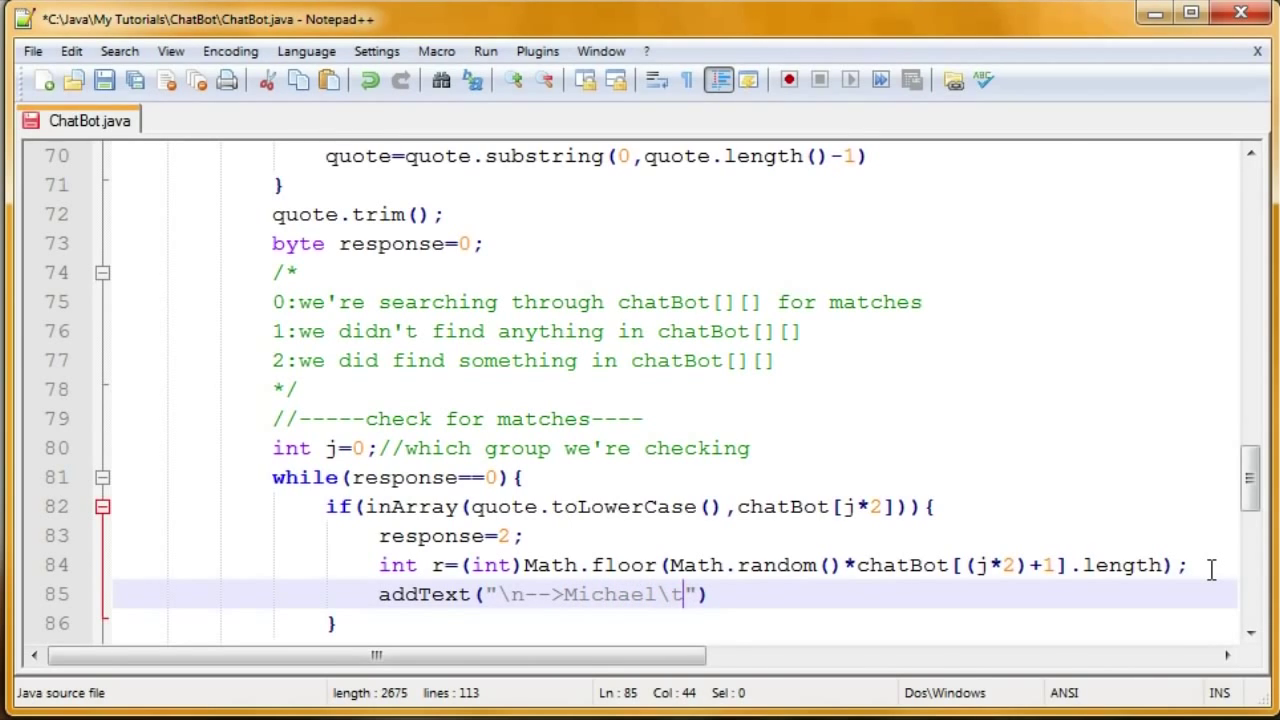 *C:\Java\My Tutorials\ChatBot\ChatBot.java - Notepad++
File Edit Search View Encoding Language Settings Macro Run Plugins Window ? X
ChatBot.java
70 quote=quote.substring(0,quote.length()-1)
71 }
72 quote.trim();
73 byte response=0;
74 /*
75 0:we're searching through chatBot[][] for matches
76 1:we didn't find anything in chatBot[][]
77 2:we did find something in chatBot[][]
78 */
79 //-----check for matches----
80 int j=0;//which group we're checking
81 while(response==0){
82 if(inArray(quote.toLowerCase(),chatBot[j*2])){
83 response=2;
84 int r=(int)Math.floor(Math.random()*chatBot[(j*2)+1].length);
85 addText("\n-->Michael\t")
86 }
Java source file length : 2675 lines : 113 Ln : 85 Col : 44 Sel : 0 Dos\Windows ANSI INS